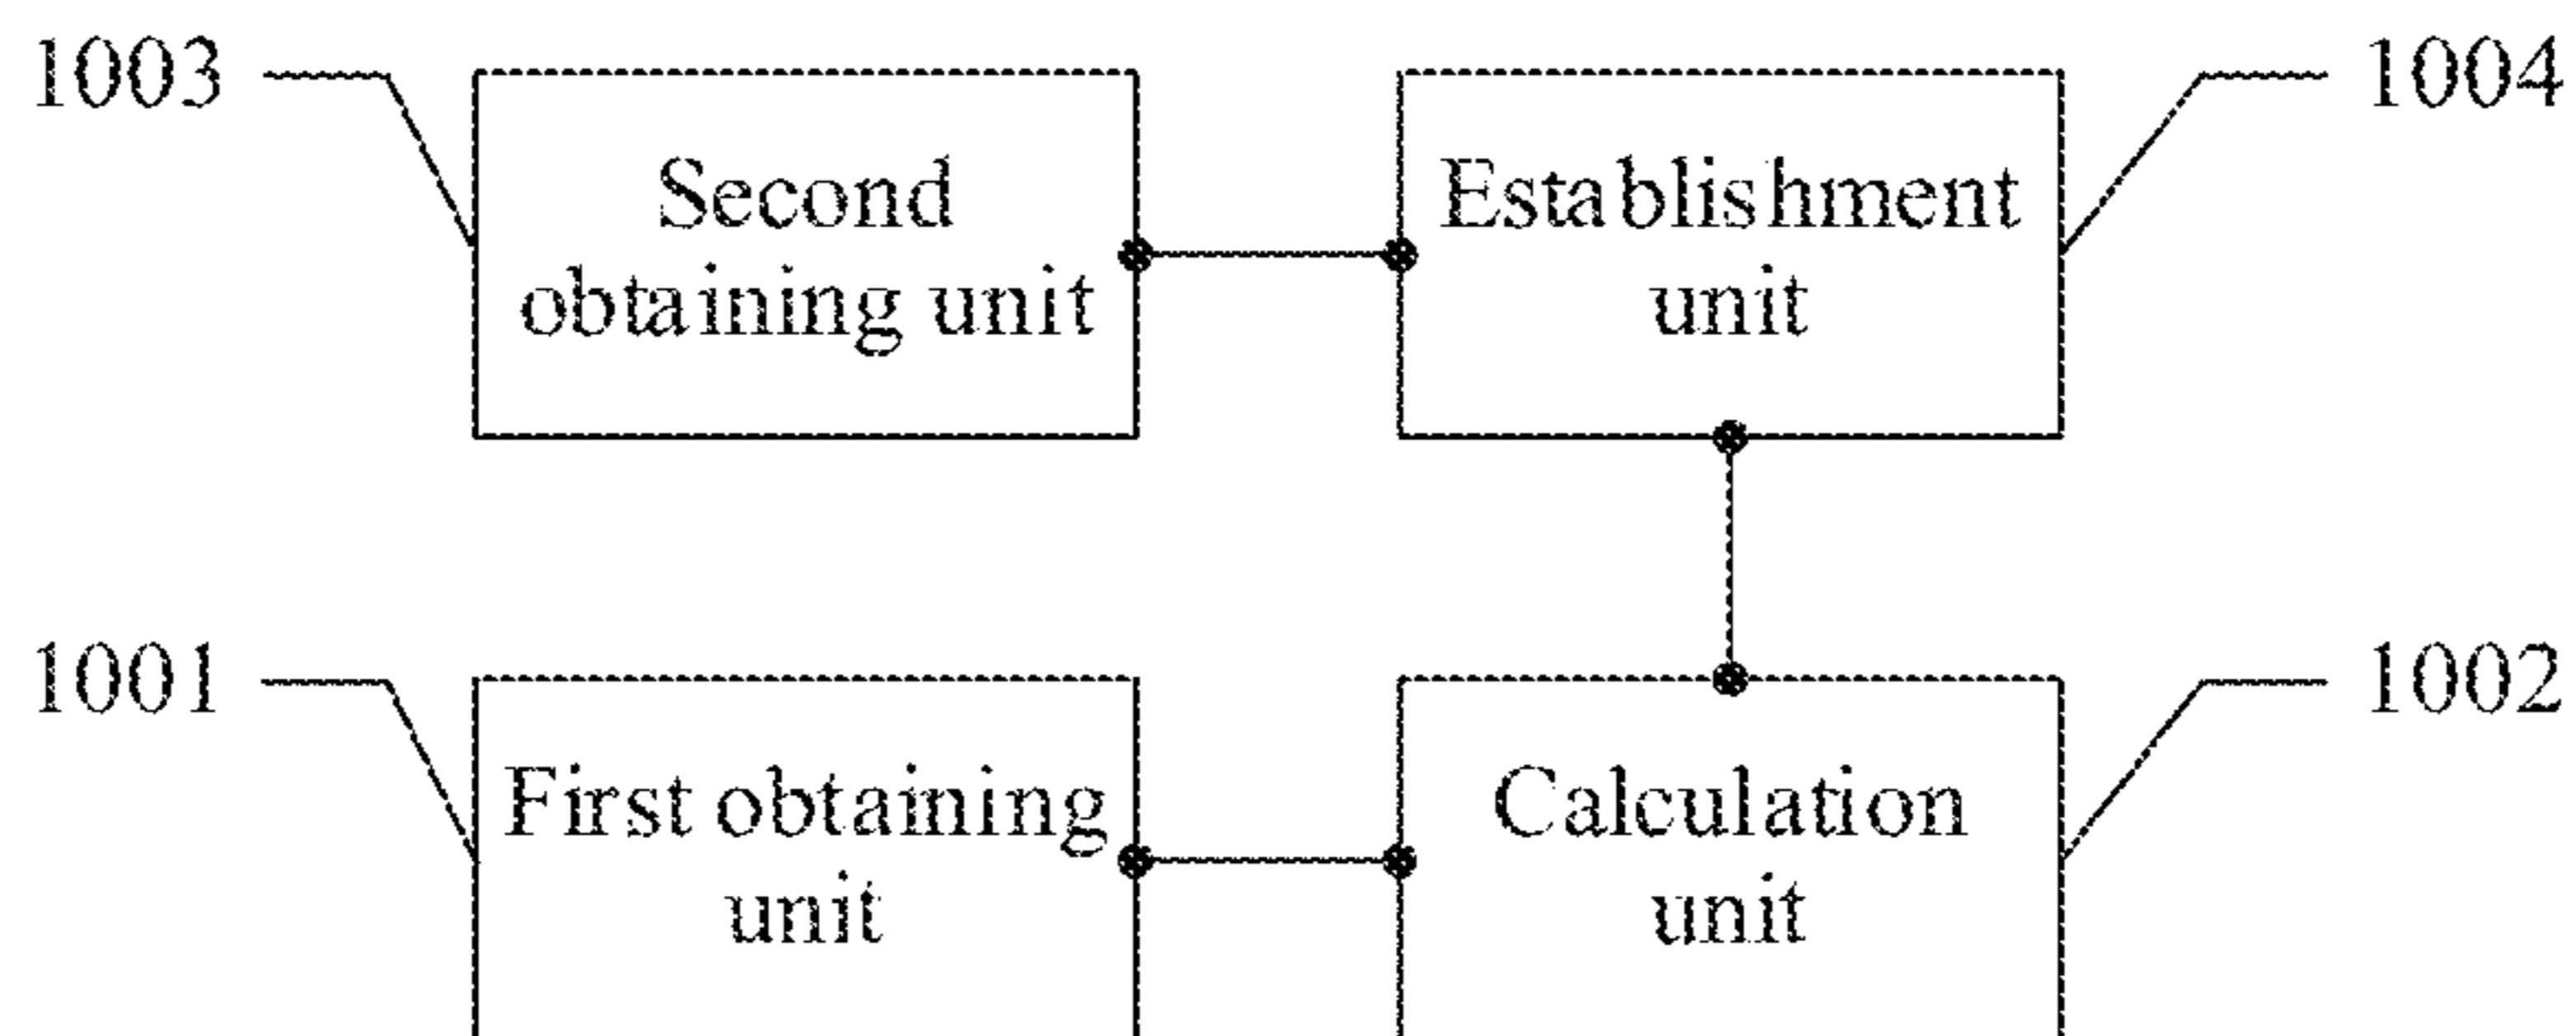 1003
Second
obtaining unit
Establishment
unit
1004
1001
First obtaining
unit
Calculation
unit
1002